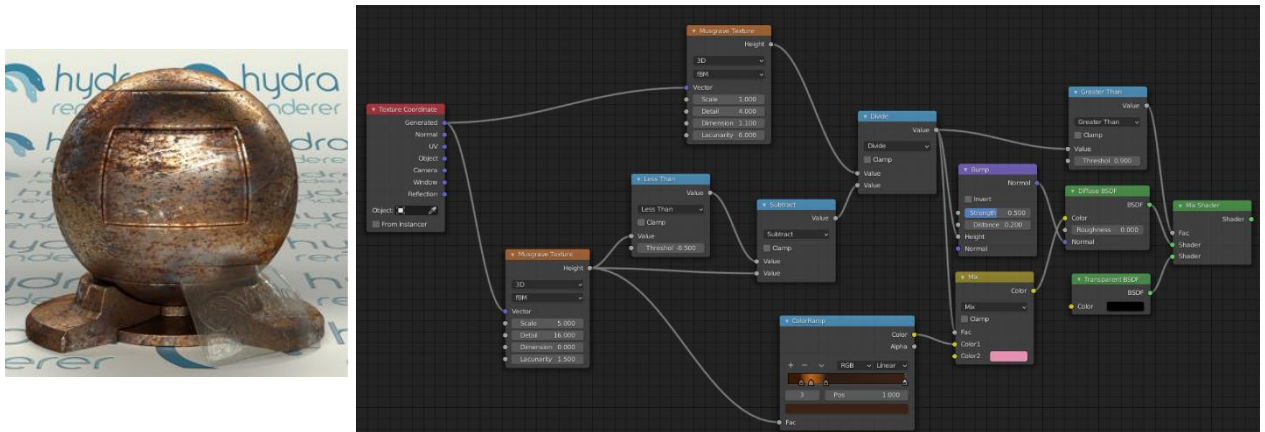 hydra
hydra
renderer
Texture Coordinate
Generated
Normal
UV
Object
Camera
Window
Reflection
Object:
From Instancer
Musgrave Texture
Height
3D
fBM
Vector
Scale 5.000
Detail 16.000
Dimension 0.000
Lacunarity 1.500
Musgrave Texture
Height
3D
fBM
Vector
Scale 1.000
Detail 4.000
Dimension 1.100
Lacunarity 6.000
Less Than
Value
Less Than
Clamp
Value
Threshol -0.500
Subtract
Value
Subtract
Clamp
Value
Value
Divide
Value
Divide
Clamp
Value
Value
ColorRamp
Color
Alpha
+ − RGB Linear
3 Pos 1.000
Fac
Bump
Normal
Invert
Strength 0.500
Distance 0.200
Height
Normal
Mix
Color
Mix
Clamp
Fac
Color1
Color2
Greater Than
Value
Greater Than
Clamp
Value
Threshol 0.900
Diffuse BSDF
BSDF
Color
Roughness 0.000
Normal
Transparent BSDF
BSDF
Color
Mix Shader
Shader
Fac
Shader
Shader